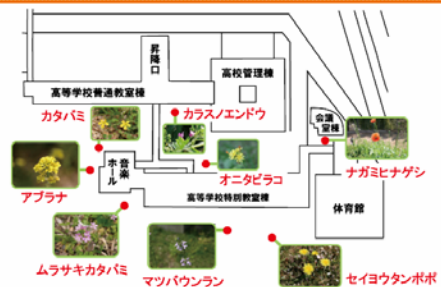 昇降口
高校管理棟
高等学校普通教室棟
カタバミ
カラスノエンドウ
会議
室棟
ナガミヒナゲシ
アブラナ
音楽
ホール
オニタビラコ
高等学校特別教室棟
体育館
ムラサキカタバミ
マツバウンラン
セイヨウタンポポ